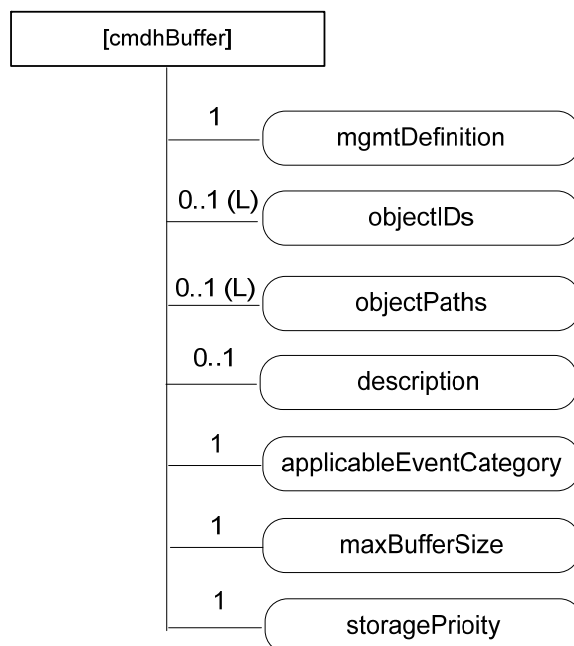 [cmdhBuffer]
1
mgmtDefinition
0..1 (L)
objectIDs
0..1 (L)
objectPaths
0..1
description
1
applicableEventCategory
1
maxBufferSize
1
storagePrioity